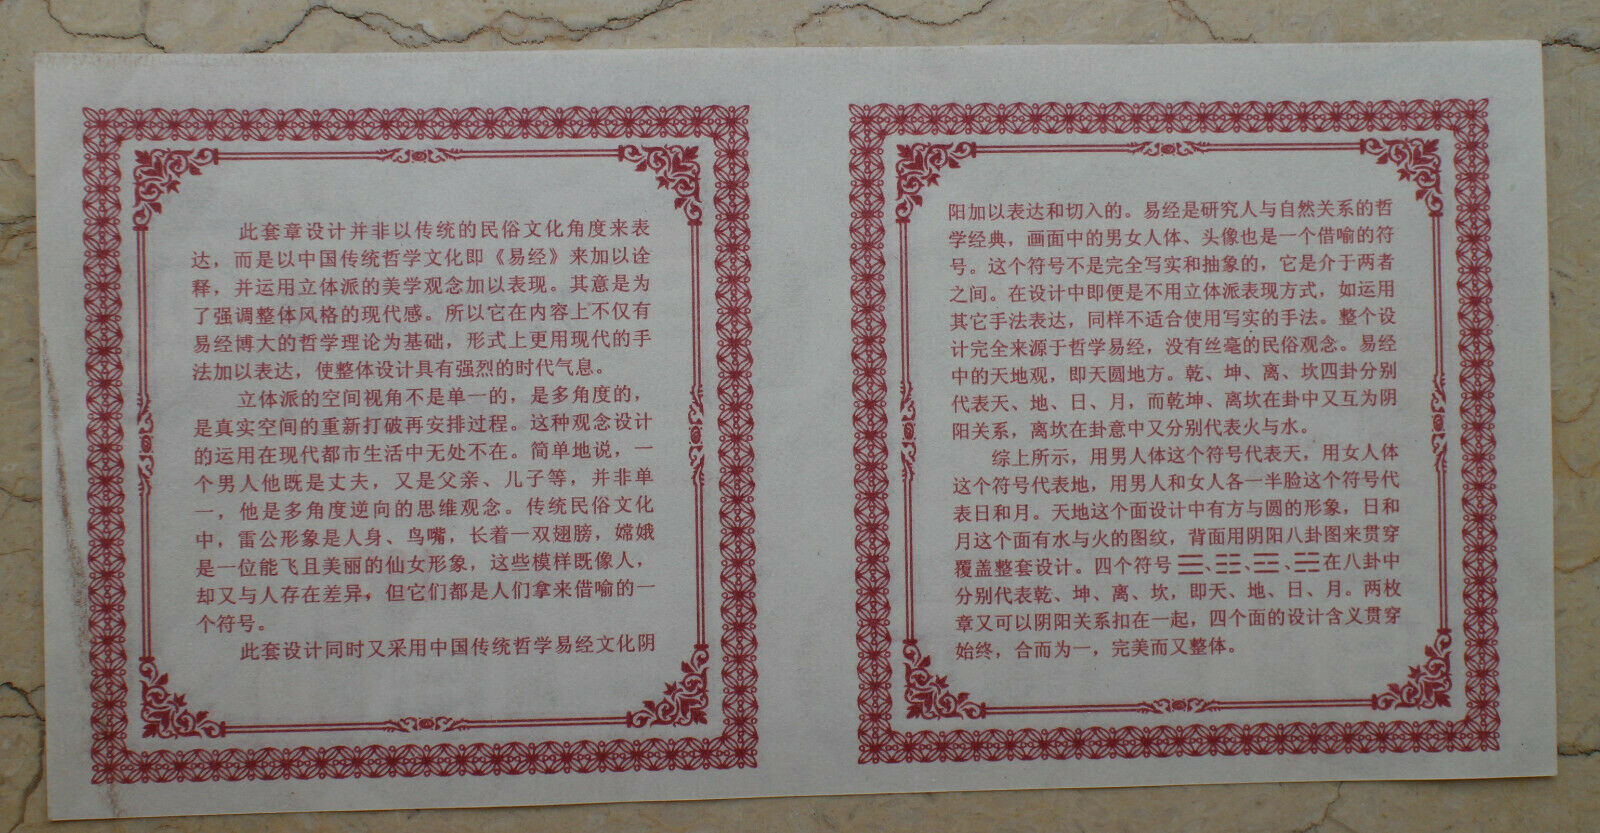 此套章设计并非以传统的民俗文化角度来表
达，而是以中国传统哲学文化即《易经》来加以诠
释，并运用立体派的美学观念加以表现。其意是为
了强调整体风格的现代感。所以它在内容上不仅有
易经博大的哲学理论为基础，形式上更用现代的手
法加以表达，使整体设计具有强烈的时代气息。
立体派的空间视角不是单一的，是多角度的，
是真实空间的重新打破再安排过程。这种观念设计
的运用在现代都市生活中无处不在。简单地说，一
个男人他既是丈夫，又是父亲、儿子等，并非单
一，他是多角度逆向的思维观念。传统民俗文化
中，雷公形象是人身、鸟嘴，长着一双翅膀，嫦娥
是一位能飞且美丽的仙女形象，这些模样既像人，
却又与人存在差异，但它们都是人们拿来借喻的一
个符号。
此套设计同时又采用中国传统哲学易经文化阴
阳加以表达和切入的。易经是研究人与自然关系的哲
学经典，画面中的男女人体、头像也是一个借喻的符
号。这个符号不是完全写实和抽象的，它是介于两者
之间。在设计中即便是不用立体派表现方式，如运用
其它手法表达，同样不适合使用写实的手法。整个设
计完全来源于哲学易经，没有丝毫的民俗观念。易经
中的天地观，即天圆地方。乾、坤、离、坎四卦分别
代表天、地、日、月，而乾坤、离坎在卦中又互为阴
阳关系，离坎在卦意中又分别代表火与水。
综上所示，用男人体这个符号代表天，用女人体
这个符号代表地，用男人和女人各一半脸这个符号代
表日和月。天地这个面设计中有方与圆的形象，日和
月这个面有水与火的图纹，背面用阴阳八卦图来贯穿
覆盖整套设计。四个符号☰、☷、☲、☵在八卦中
分别代表乾、坤、离、坎，即天、地、日、月。两枚
章又可以阴阳关系扣在一起，四个面的设计含义贯穿
始终，合而为一，完美而又整体。